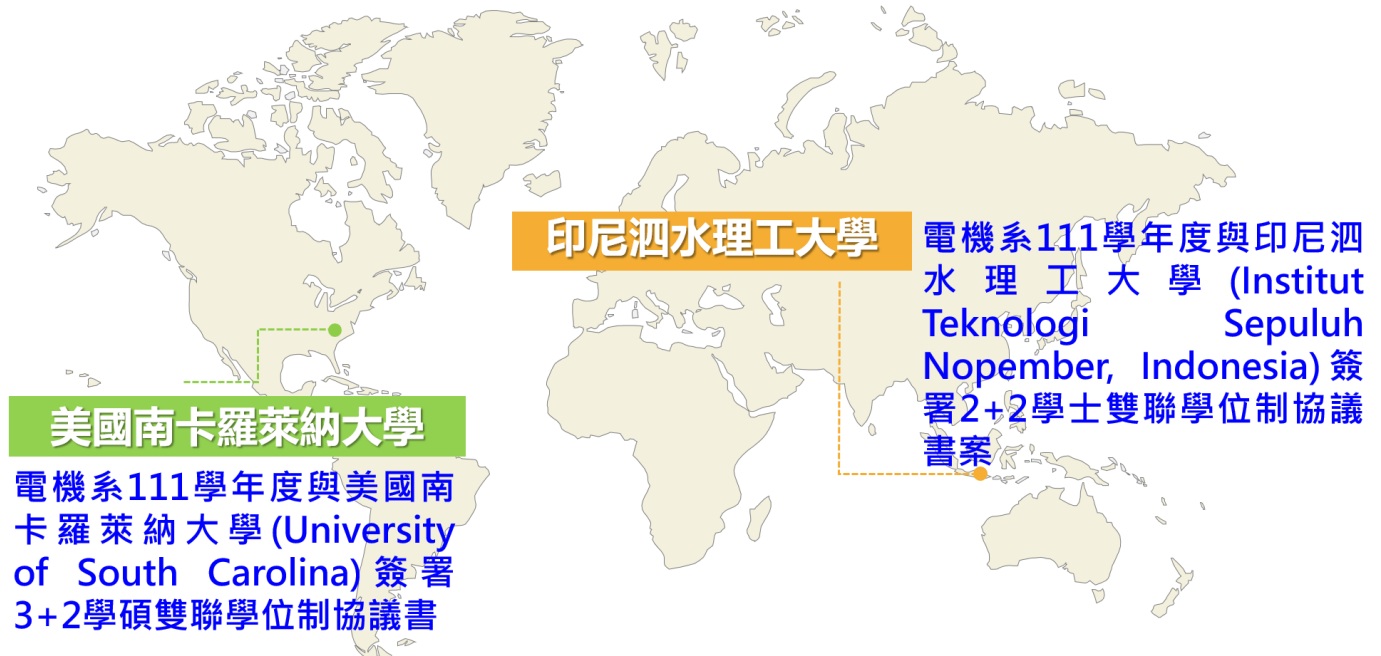 印尼泗水理工大學
電機系111學年度與印尼泗
水理工大學(Institut
Teknologi Sepuluh
Nopember, Indonesia)簽
署2+2學士雙聯學位制協議
書案
美國南卡羅萊納大學
電機系111學年度與美國南
卡羅萊納大學(University
of South Carolina)簽署
3+2學碩雙聯學位制協議書